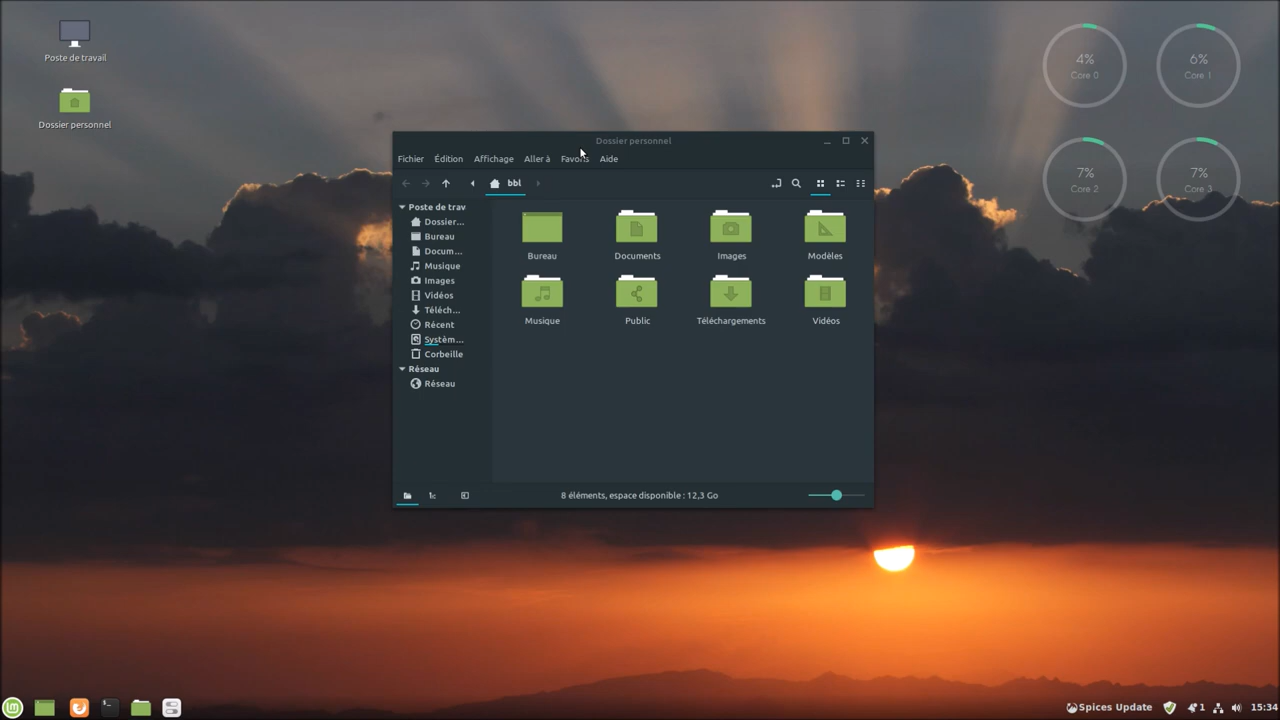 Poste de travail
Dossier personnel
4%
Core 0
6%
Core 1
7%
Core 2
7%
Core 3
Dossier personnel
Fichier Édition Affichage Aller à Favoris Aide
bbl
Poste de trav
Dossier...
Bureau
Docum...
Musique
Images
Vidéos
Téléch...
Récent
Systèm...
Corbeille
Réseau
Réseau
Bureau Documents Images Modèles
Musique Public Téléchargements Vidéos
8 éléments, espace disponible : 12,3 Go
Spices Update 1 15:34